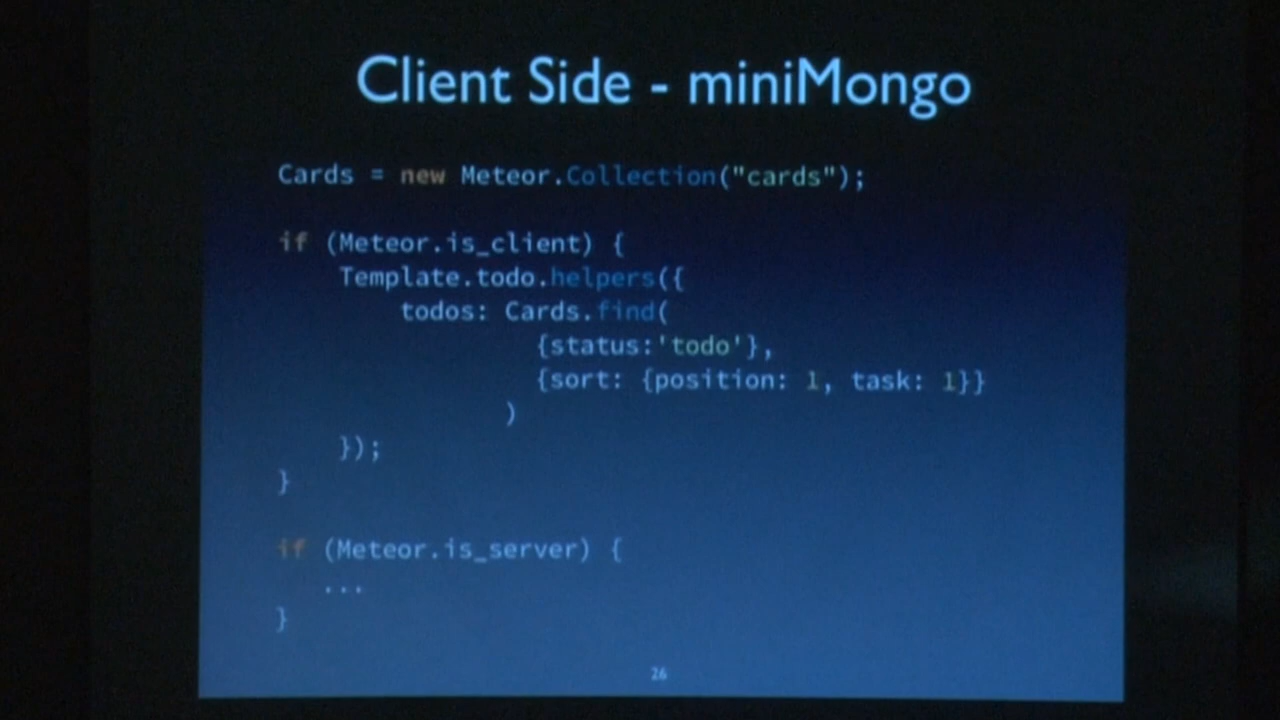 Client Side - miniMongo
Cards = new Meteor.Collection("cards");
if (Meteor.is_client) {
    Template.todo.helpers({
        todos: Cards.find(
                 {status:'todo'},
                 {sort: {position: 1, task: 1}}
               )
    });
}
if (Meteor.is_server) {
   ...
}
26